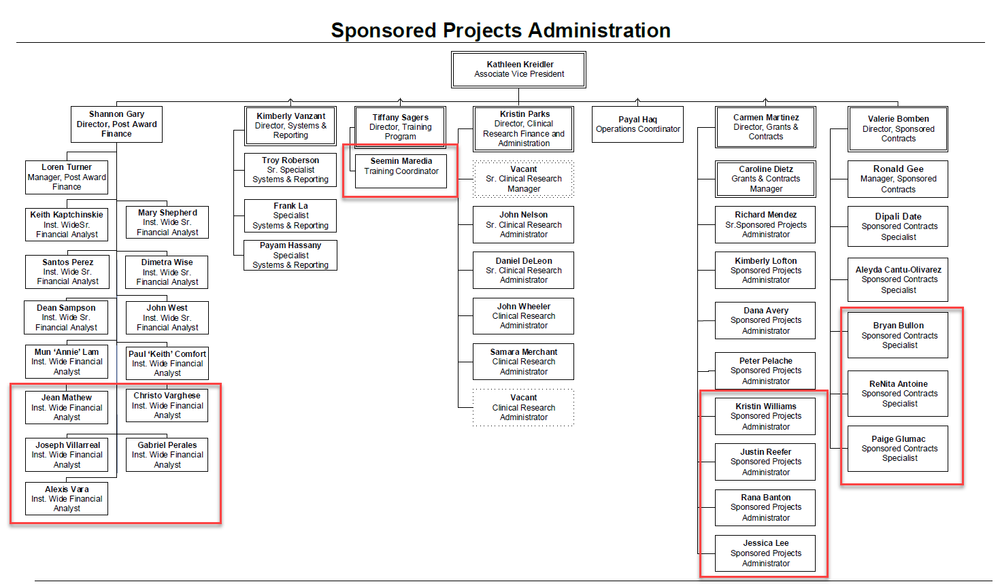 Sponsored Projects Administration
Kathleen Kreidler
Associate Vice President
Shannon Gary
Director, Post Award
Finance
Loren Turner
Manager, Post Award
Finance
Keith Kaptchinskie
Inst. WideSr.
Financial Analyst
Mary Shepherd
Inst. Wide Sr.
Financial Analyst
Santos Perez
Inst. Wide Sr.
Financial Analyst
Dimetra Wise
Inst. Wide Sr.
Financial Analyst
Dean Sampson
Inst. Wide Sr.
Financial Analyst
John West
Inst. Wide Sr.
Financial Analyst
Mun ‘Annie’ Lam
Inst. Wide Financial
Analyst
Paul ‘Keith’ Comfort
Inst. Wide Financial
Analyst
Jean Mathew
Inst. Wide Financial
Analyst
Christo Varghese
Inst. Wide Financial
Analyst
Joseph Villarreal
Inst. Wide Financial
Analyst
Gabriel Perales
Inst. Wide Financial
Analyst
Alexis Vara
Inst. Wide Financial
Analyst
Kimberly Vanzant
Director, Systems &
Reporting
Troy Roberson
Sr. Specialist
Systems & Reporting
Frank La
Specialist
Systems & Reporting
Payam Hassany
Specialist
Systems & Reporting
Tiffany Sagers
Director, Training
Program
Seemin Maredia
Training Coordinator
Kristin Parks
Director, Clinical
Research Finance and
Administration
Vacant
Sr. Clinical Research
Manager
John Nelson
Sr. Clinical Research
Administrator
Daniel DeLeon
Sr. Clinical Research
Administrator
John Wheeler
Clinical Research
Administrator
Samara Merchant
Clinical Research
Administrator
Vacant
Clinical Research
Administrator
Payal Haq
Operations Coordinator
Carmen Martinez
Director, Grants &
Contracts
Caroline Dietz
Grants & Contracts
Manager
Richard Mendez
Sr.Sponsored Projects
Administrator
Kimberly Lofton
Sponsored Projects
Administrator
Dana Avery
Sponsored Projects
Administrator
Peter Pelache
Sponsored Projects
Administrator
Kristin Williams
Sponsored Projects
Administrator
Justin Reefer
Sponsored Projects
Administrator
Rana Banton
Sponsored Projects
Administrator
Jessica Lee
Sponsored Projects
Administrator
Valerie Bomben
Director, Sponsored
Contracts
Ronald Gee
Manager, Sponsored
Contracts
Dipali Date
Sponsored Contracts
Specialist
Aleyda Cantu-Olivarez
Sponsored Contracts
Specialist
Bryan Bullon
Sponsored Contracts
Specialist
ReNita Antoine
Sponsored Contracts
Specialist
Paige Glumac
Sponsored Contracts
Specialist